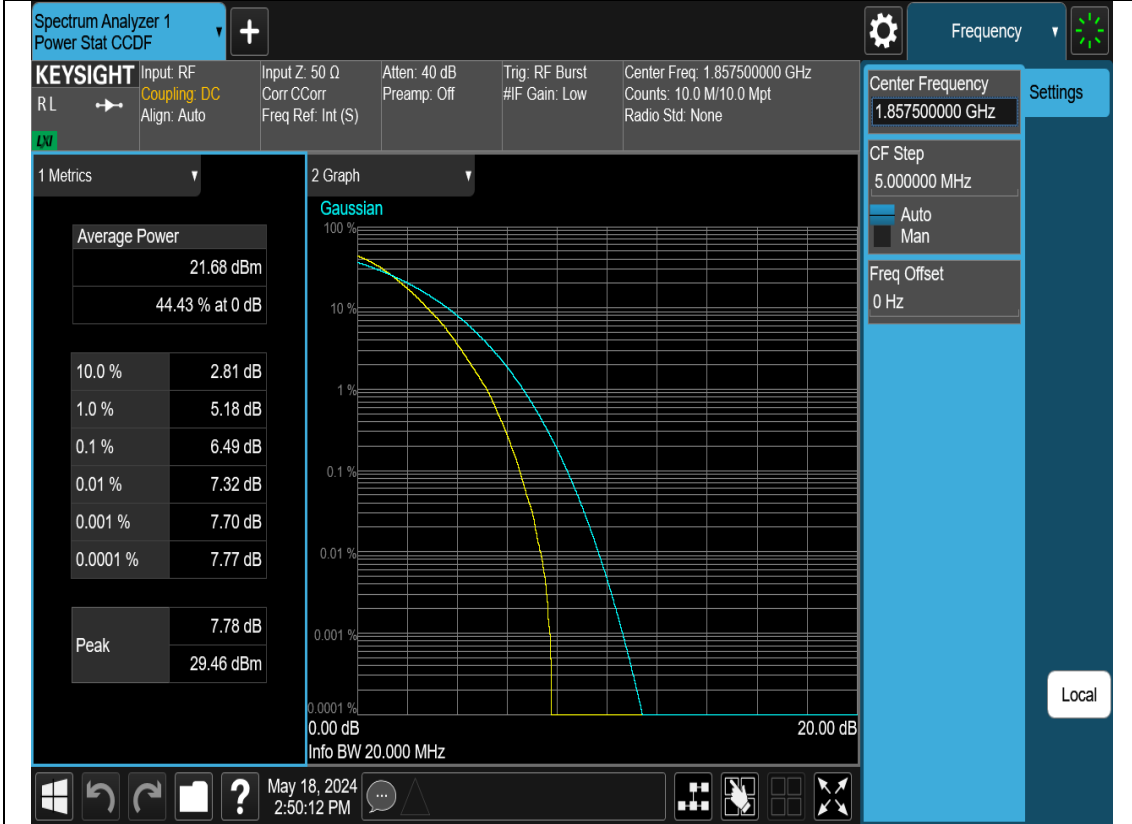 Spectrum Analyzer 1
Power Stat CCDF
Frequency
KEYSIGHT
RL
LXI
Input: RF
Coupling: DC
Align: Auto
Input Z: 50 Ω
Corr CCorr
Freq Ref: Int (S)
Atten: 40 dB
Preamp: Off
Trig: RF Burst
#IF Gain: Low
Center Freq: 1.857500000 GHz
Counts: 10.0 M/10.0 Mpt
Radio Std: None
Center Frequency
1.857500000 GHz
Settings
CF Step
5.000000 MHz
Auto
Man
Freq Offset
0 Hz
1 Metrics
Average Power
21.68 dBm
44.43 % at 0 dB
10.0 % 2.81 dB
1.0 % 5.18 dB
0.1 % 6.49 dB
0.01 % 7.32 dB
0.001 % 7.70 dB
0.0001 % 7.77 dB
Peak
7.78 dB
29.46 dBm
2 Graph
Gaussian
100 %
10 %
1 %
0.1 %
0.01 %
0.001 %
0.0001 %
0.00 dB 20.00 dB
Info BW 20.000 MHz
Local
?
May 18, 2024
2:50:12 PM